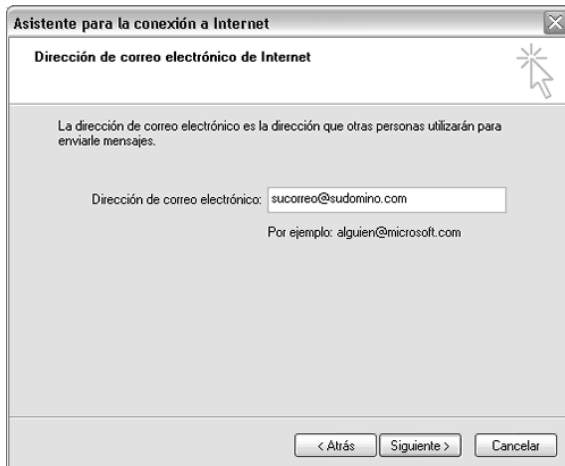 Asistente para la conexión a Internet
Dirección de correo electrónico de Internet
La dirección de correo electrónico es la dirección que otras personas utilizarán para
enviarle mensajes.
Dirección de correo electrónico: sucorreo@sudomino.com
Por ejemplo: alguien@microsoft.com
< Atrás Siguiente > Cancelar